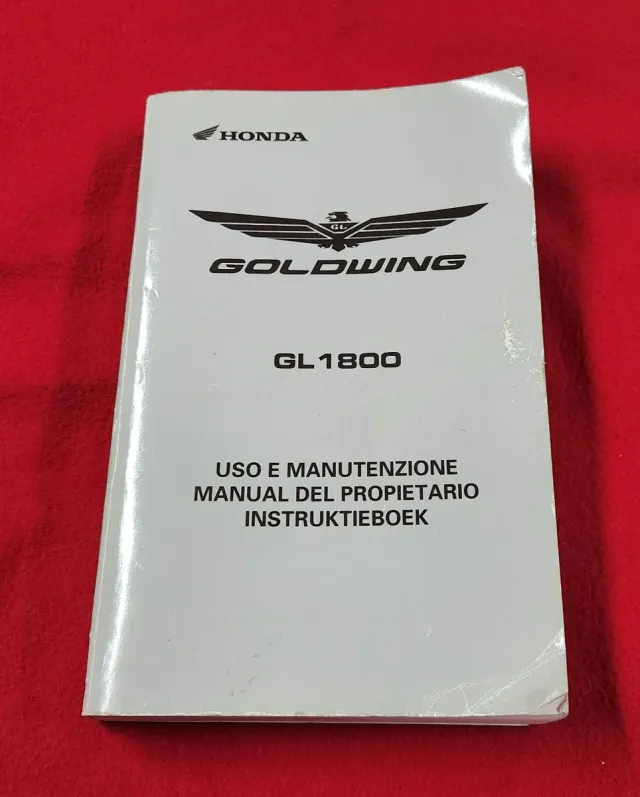 HONDA
GL
GOLDWING
GL1800
USO E MANUTENZIONE
MANUAL DEL PROPIETARIO
INSTRUKTIEBOEK